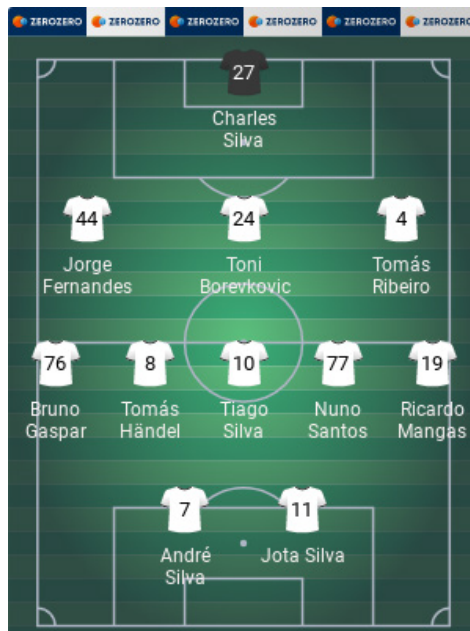 ZEROZERO ZEROZERO ZEROZERO ZEROZERO ZEROZERO ZEROZERO
27
Charles
Silva
44 24 4
Jorge Toni Tomás
Fernandes Borevkovic Ribeiro
76 8 10 77 19
Bruno Tomás Tiago Nuno Ricardo
Gaspar Händel Silva Santos Mangas
7 11
André Jota Silva
Silva